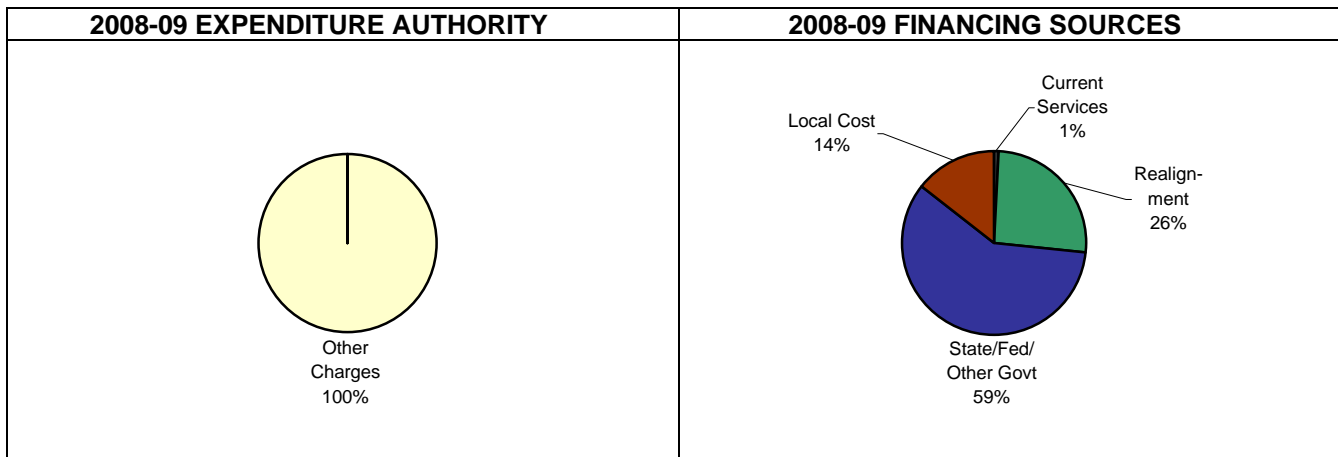 2008-09 EXPENDITURE AUTHORITY
Other
Charges
100%
2008-09 FINANCING SOURCES
Current
Services
1%
Local Cost
14%
Realign-
ment
26%
State/Fed/
Other Govt
59%